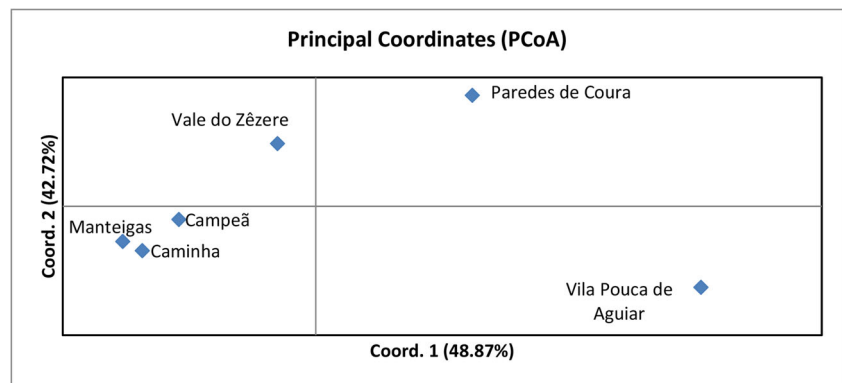 Principal Coordinates (PCoA)
Paredes de Coura
Vale do Zêzere
Coord. 2 (42.72%)
Manteigas
Campeã
Caminha
Vila Pouca de
Aguiar
Coord. 1 (48.87%)